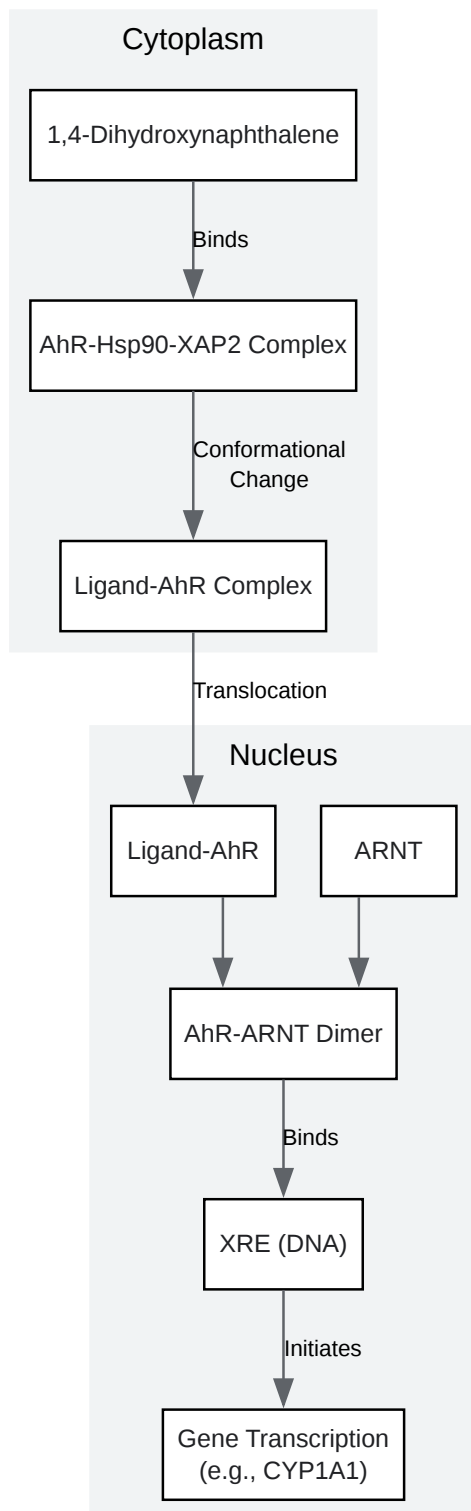 Cytoplasm
1,4-Dihydroxynaphthalene
Binds
AhR-Hsp90-XAP2 Complex
Conformational
Change
Ligand-AhR Complex
Translocation
Nucleus
Ligand-AhR
ARNT
AhR-ARNT Dimer
Binds
XRE (DNA)
Initiates
Gene Transcription
(e.g., CYP1A1)